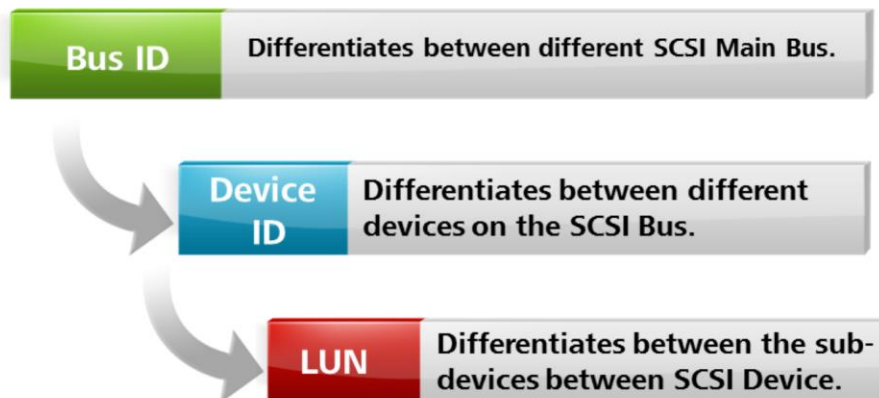 Bus ID
Differentiates between different SCSI Main Bus.
Device
ID
Differentiates between different
devices on the SCSI Bus.
LUN
Differentiates between the sub-
devices between SCSI Device.